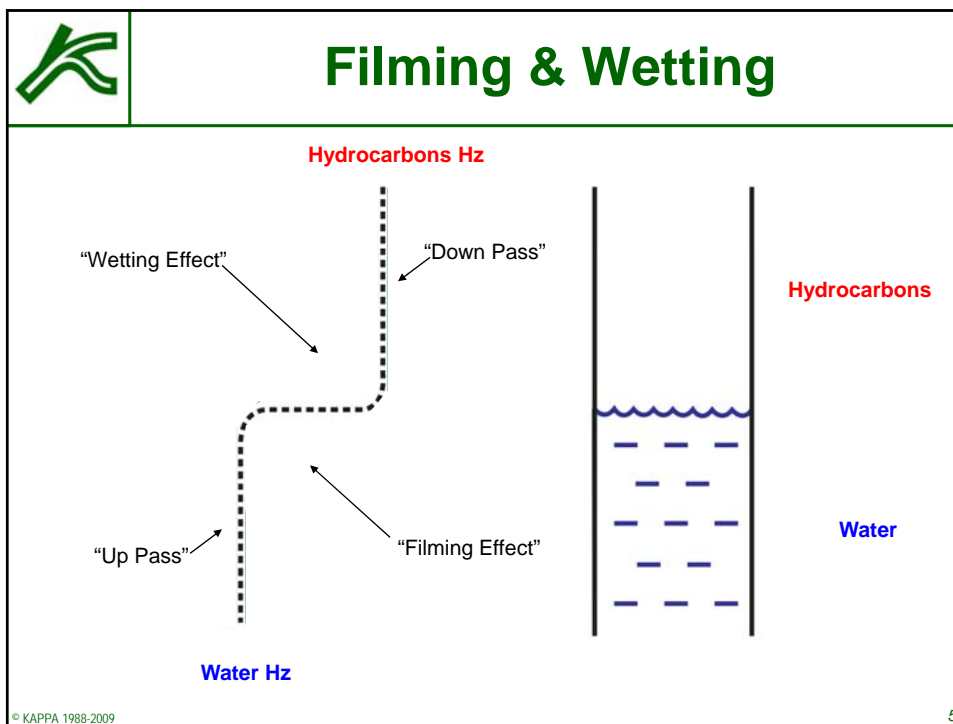 Filming & Wetting
Hydrocarbons Hz
“Wetting Effect”
“Down Pass”
Hydrocarbons
“Up Pass”
“Filming Effect”
Water
Water Hz
© KAPPA 1988-2009
5